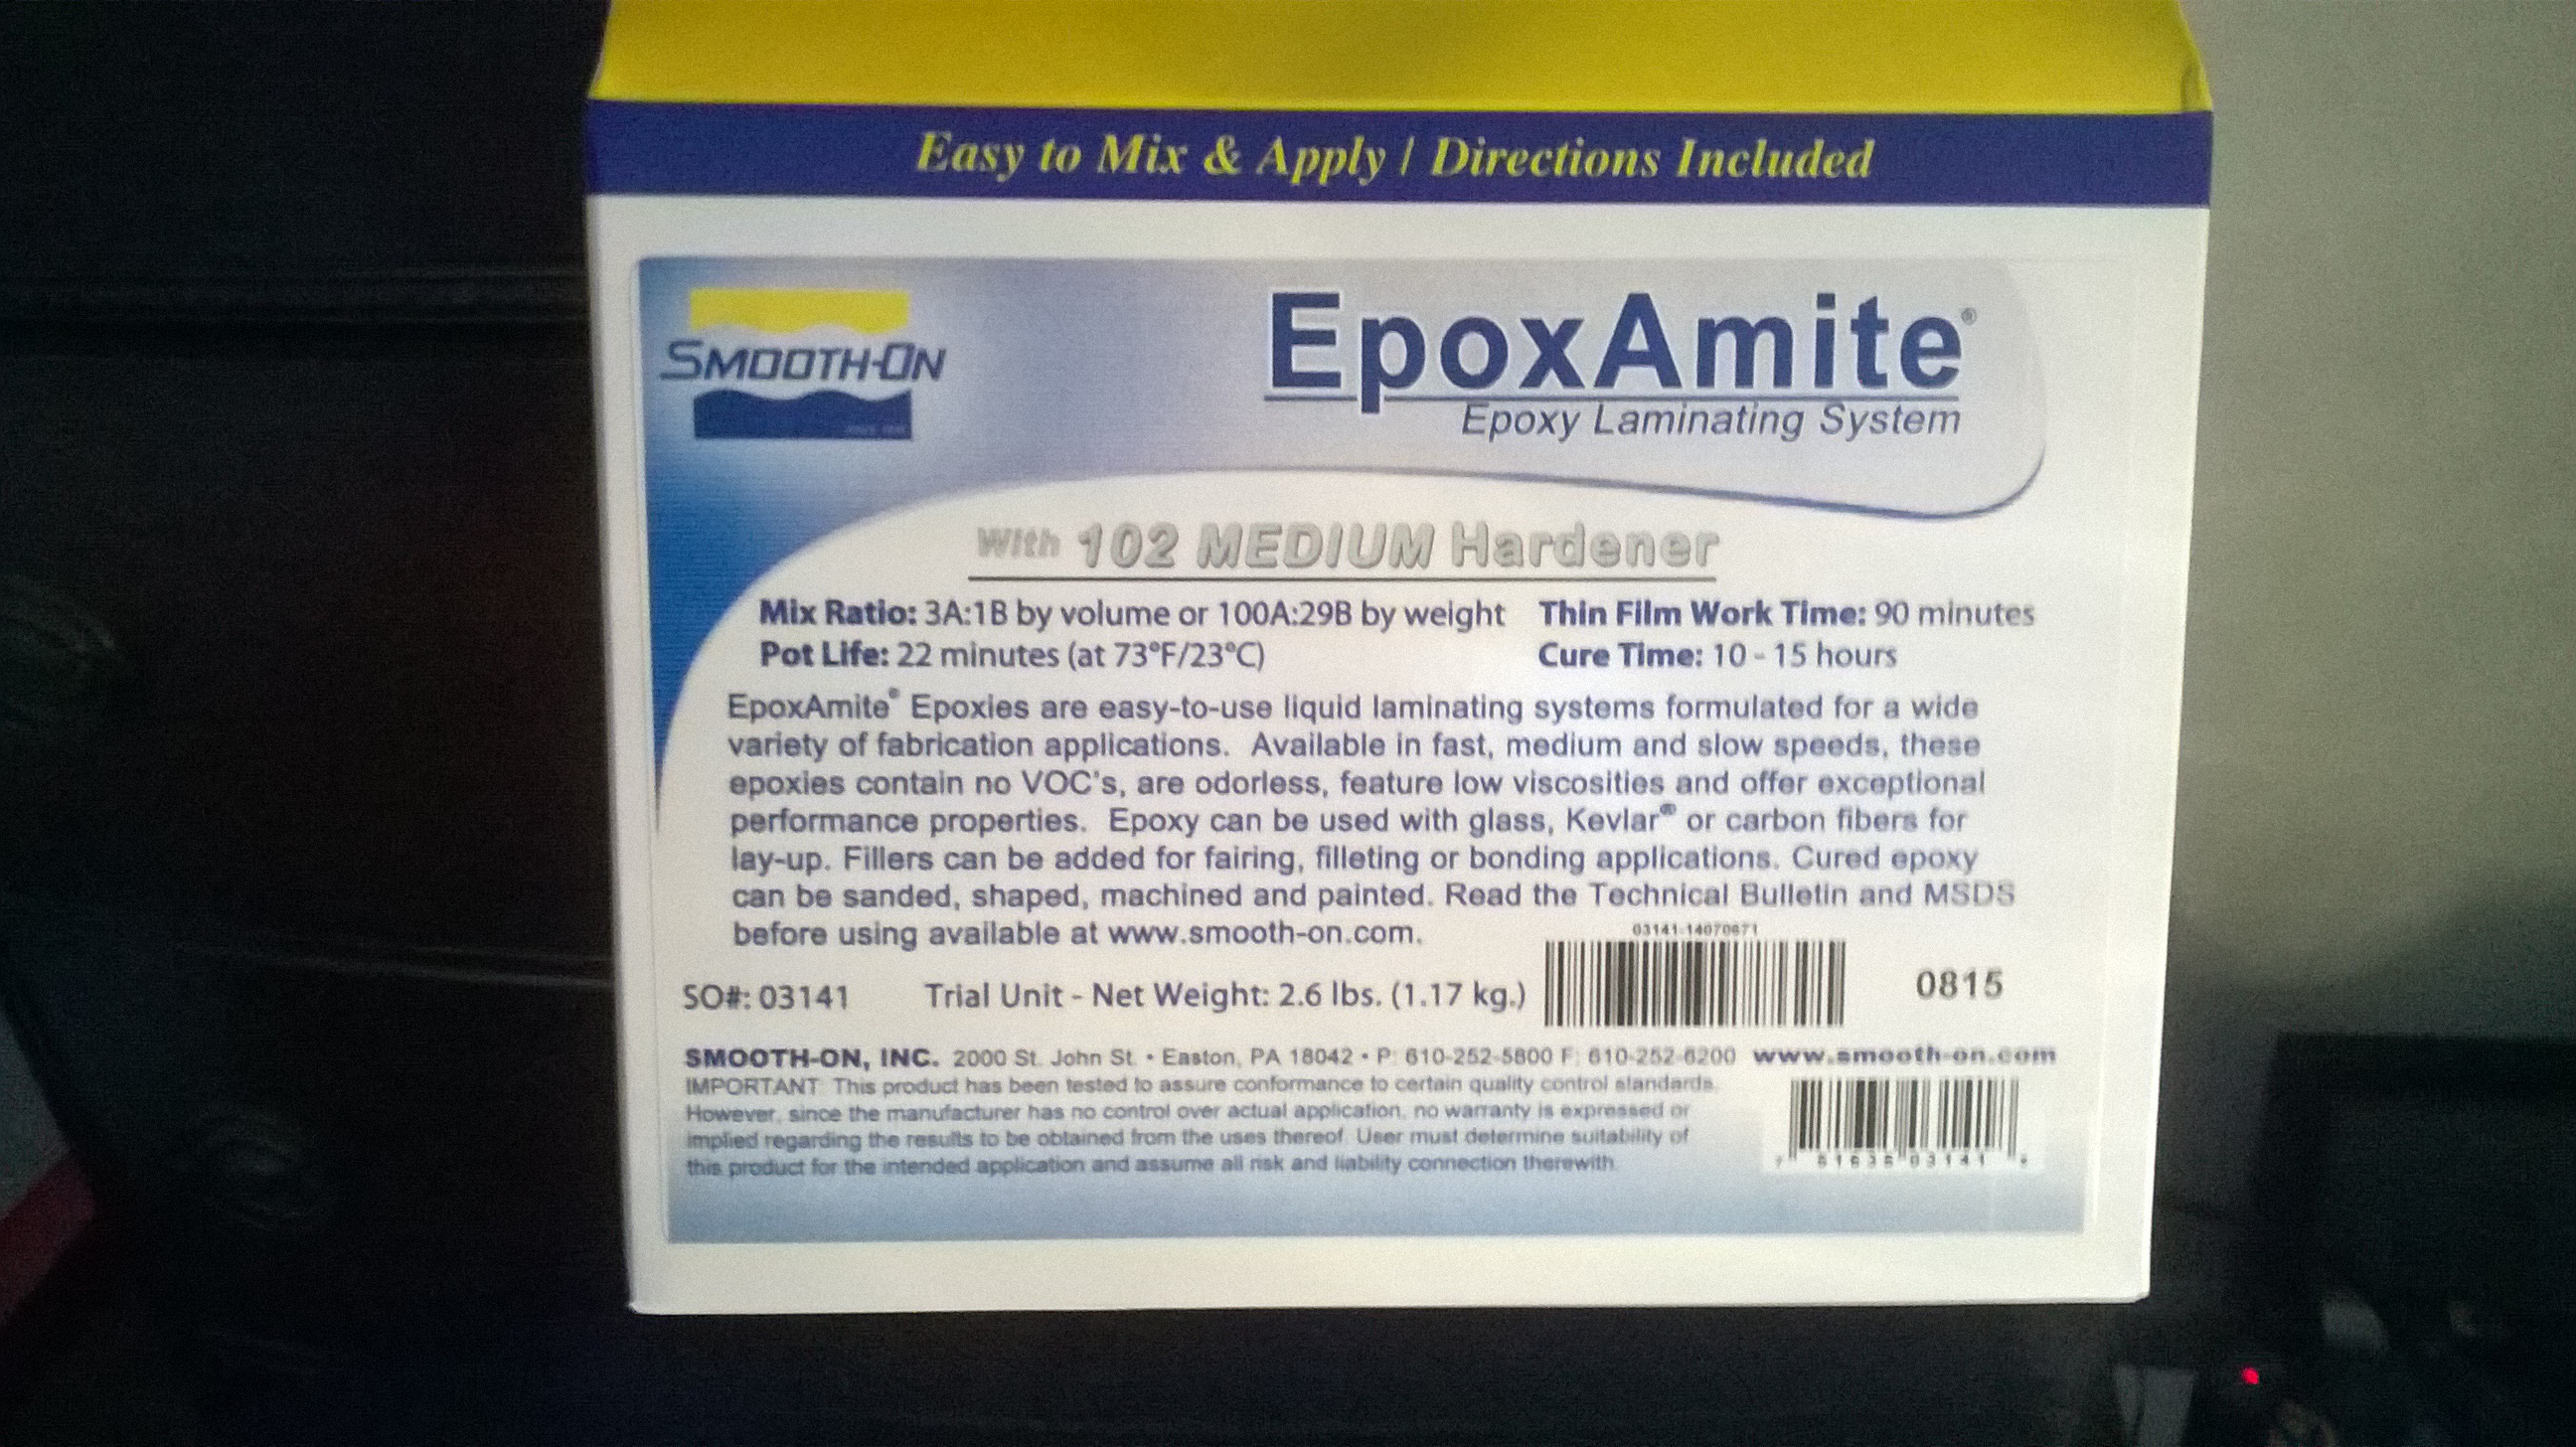 Easy to Mix & Apply / Directions Included
SMOOTH-ON
EpoxAmite®
Epoxy Laminating System
With 102 MEDIUM Hardener
Mix Ratio: 3A:1B by volume or 100A:29B by weight Thin Film Work Time: 90 minutes
Pot Life: 22 minutes (at 73°F/23°C) Cure Time: 10 - 15 hours
EpoxAmite® Epoxies are easy-to-use liquid laminating systems formulated for a wide
variety of fabrication applications. Available in fast, medium and slow speeds, these
epoxies contain no VOC's, are odorless, feature low viscosities and offer exceptional
performance properties. Epoxy can be used with glass, Kevlar® or carbon fibers for
lay-up. Fillers can be added for fairing, filleting or bonding applications. Cured epoxy
can be sanded, shaped, machined and painted. Read the Technical Bulletin and MSDS
before using available at www.smooth-on.com.
SO#: 03141 Trial Unit - Net Weight: 2.6 lbs. (1.17 kg.) 0815
SMOOTH-ON, INC. 2000 St. John St. • Easton, PA 18042 • P: 610-252-5800 F: 610-252-6200 www.smooth-on.com
IMPORTANT This product has been tested to assure conformance to certain quality control standards.
However, since the manufacturer has no control over actual application, no warranty is expressed or
implied regarding the results to be obtained from the uses thereof. User must determine suitability of
this product for the intended application and assume all risk and liability connection therewith.